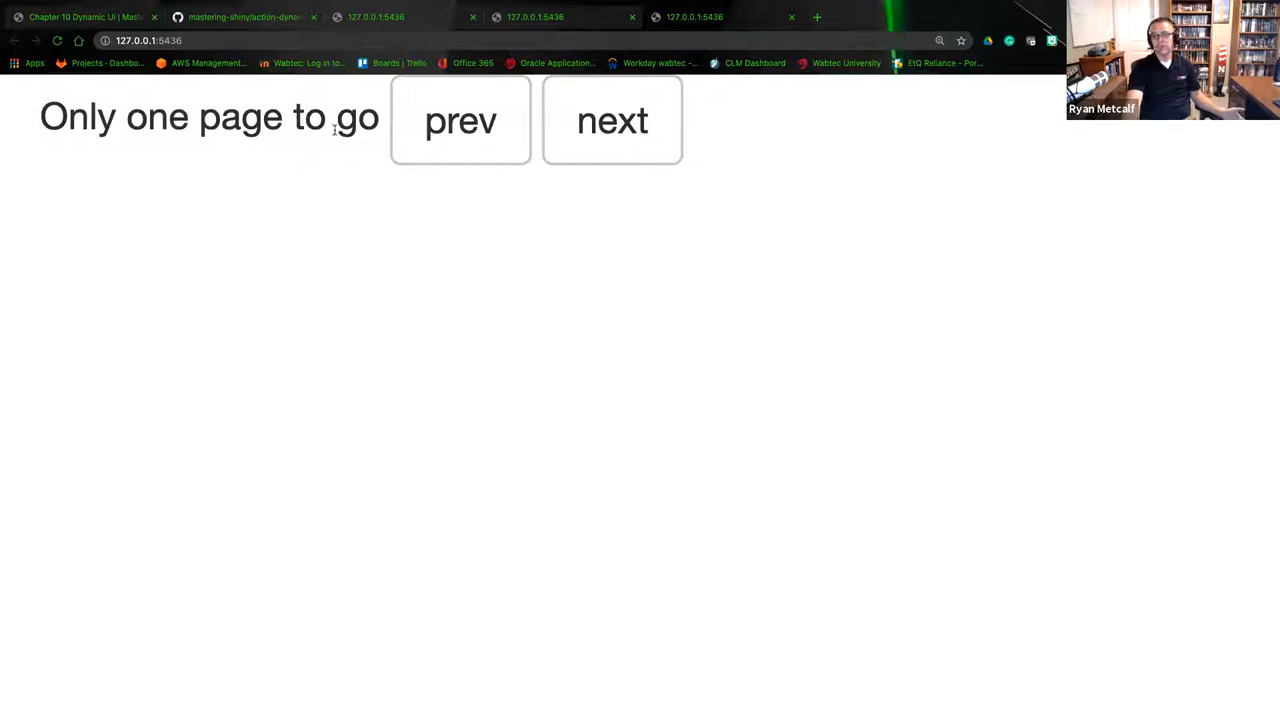 Chapter 10 Dynamic UI | Mast
mastering-shiny/action-dynam
127.0.0.1:5436
127.0.0.1:5436
127.0.0.1:5436
127.0.0.1:5436
Apps
Projects · Dashbo...
AWS Management...
Wabtec: Log in to...
Boards | Trello
Office 365
Oracle Application...
Workday wabtec -...
CLM Dashboard
Wabtec University
EtQ Reliance - Por...
Ryan Metcalf
Only one page to go
prev
next